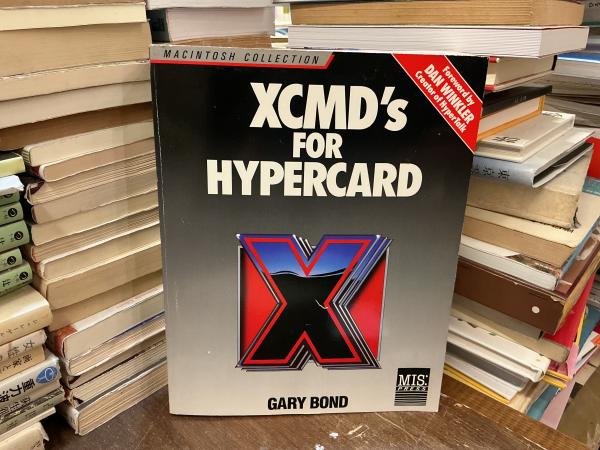 MACINTOSH COLLECTION
Foreword by
DAN WINKLER
Creator of HyperTalk
XCMD's
FOR
HYPERCARD
GARY BOND
MIS:
PRESS